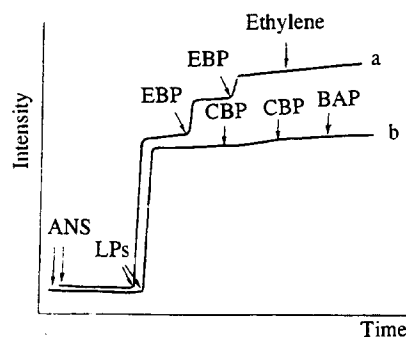 Ethylene
EBP
a
EBP
CBP
CBP
BAP
b
Intensity
ANS
LPs
Time